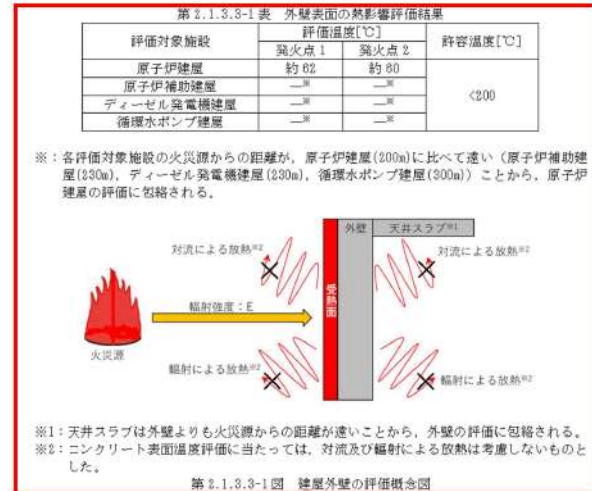 第 2.1.3.3-1 表　外壁表面の熱影響評価結果
評価対象施設　評価温度[℃]　許容温度[℃]
発火点 1　発火点 2
原子炉建屋　約 62　約 60　<200
原子炉補助建屋　―※　―※
ディーゼル発電機建屋　―※　―※
循環水ポンプ建屋　―※　―※
※：各評価対象施設の火災源からの距離が，原子炉建屋(200m)に比べて遠い（原子炉補助建
屋(230m)，ディーゼル発電機建屋(230m)，循環水ポンプ建屋(300m)）ことから，原子炉
建屋の評価に包絡される。
外壁　天井スラブ※1
対流による放熱※2　対流による放熱※2
受熱面
輻射強度：E
火災源
輻射による放熱※2　輻射による放熱※2
※1：天井スラブは外壁よりも火災源からの距離が遠いことから，外壁の評価に包絡される。
※2：コンクリート表面温度評価に当たっては，対流及び輻射による放熱は考慮しないものと
した。
第 2.1.3.3-1 図　建屋外壁の評価概念図